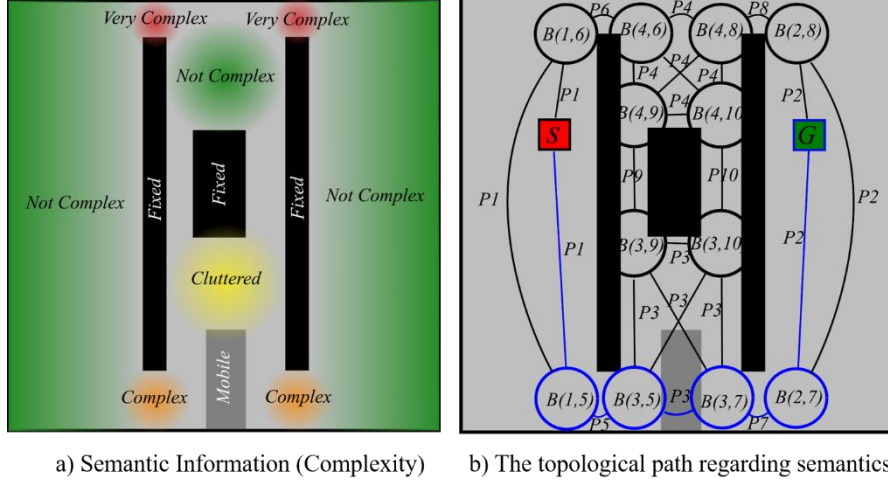 Very Complex
Very Complex
Not Complex
Not Complex
Fixed
Fixed
Fixed
Not Complex
Cluttered
Mobile
Complex
Complex
a) Semantic Information (Complexity)
P6
P4
P8
B(1,6)
B(4,6)
B(4,8)
B(2,8)
P4
P4
P4
P1
B(4,9)
P4
B(4,10)
P2
S
G
P9
P10
P1
P2
P1
P2
B(3,9)
B(3,10)
P3
P3
P3
P3
B(1,5)
B(3,5)
P3
B(3,7)
B(2,7)
P5
P7
b) The topological path regarding semantics